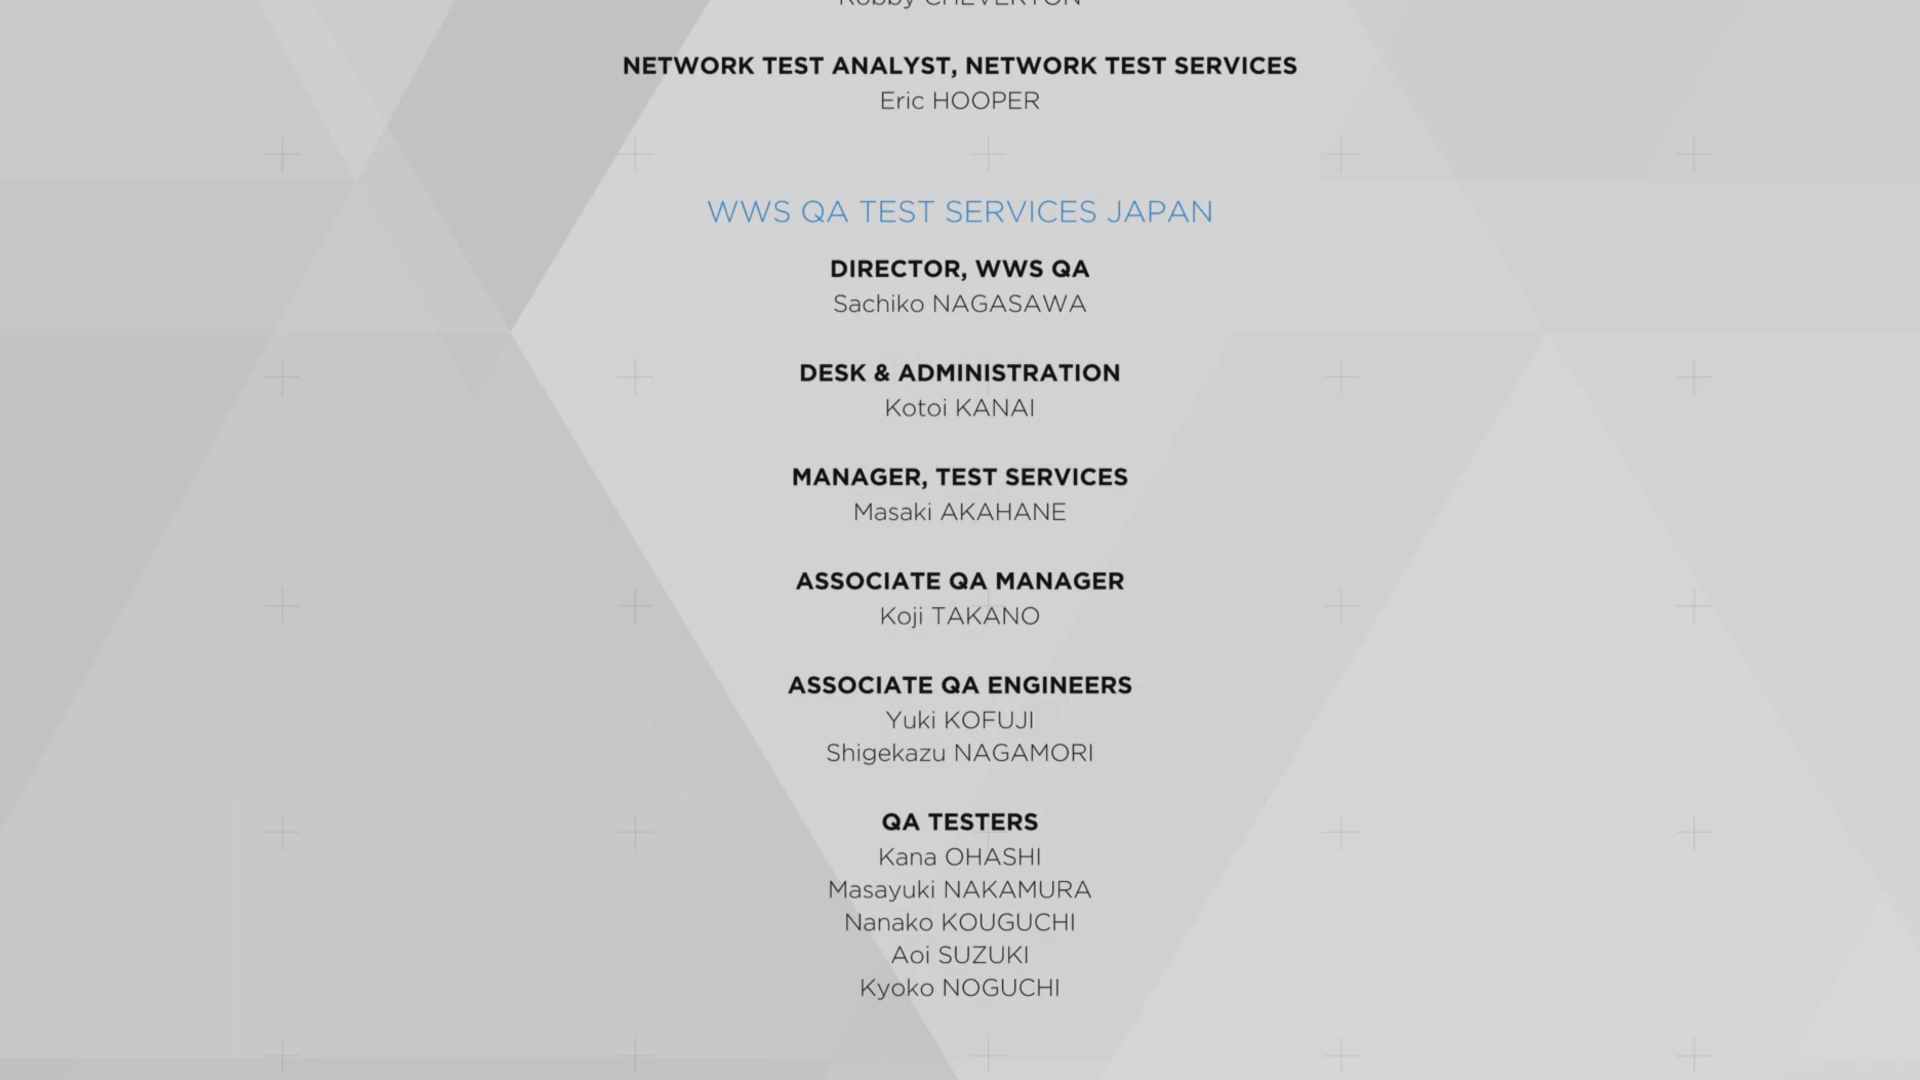 Robby CHEVERTON
NETWORK TEST ANALYST, NETWORK TEST SERVICES
Eric HOOPER
WWS QA TEST SERVICES JAPAN
DIRECTOR, WWS QA
Sachiko NAGASAWA
DESK & ADMINISTRATION
Kotoi KANAI
MANAGER, TEST SERVICES
Masaki AKAHANE
ASSOCIATE QA MANAGER
Koji TAKANO
ASSOCIATE QA ENGINEERS
Yuki KOFUJI
Shigekazu NAGAMORI
QA TESTERS
Kana OHASHI
Masayuki NAKAMURA
Nanako KOUGUCHI
Aoi SUZUKI
Kyoko NOGUCHI